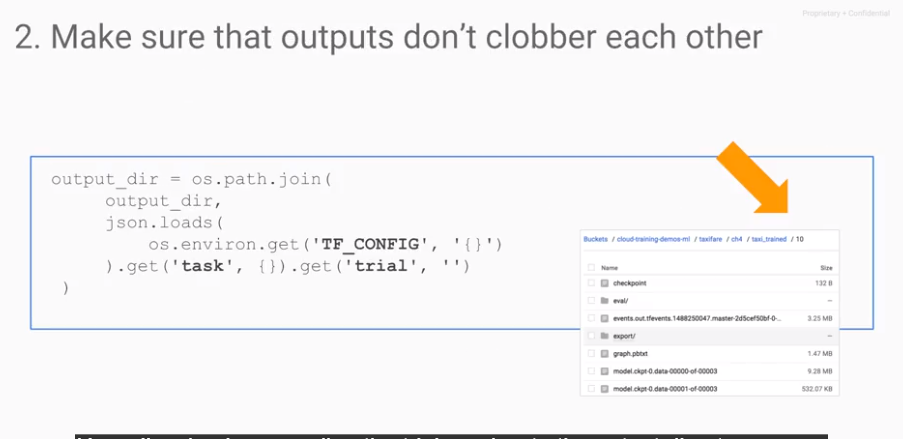 Proprietary + Confidential
2. Make sure that outputs don't clobber each other
output_dir = os.path.join(
output_dir,
json.loads(
os.environ.get('TF_CONFIG', '{}')
).get('task', {}).get('trial', '')
)
Buckets / cloud-training-demos-ml / taxifare / ch4 / taxi_trained / 10
Name Size
checkpoint 132 B
eval/ –
events.out.tfevents.1488250047.master-2d5cef50bf-0-... 3.25 MB
export/ –
graph.pbtxt 1.47 MB
model.ckpt-0.data-00000-of-00003 9.28 MB
model.ckpt-0.data-00001-of-00003 532.07 KB